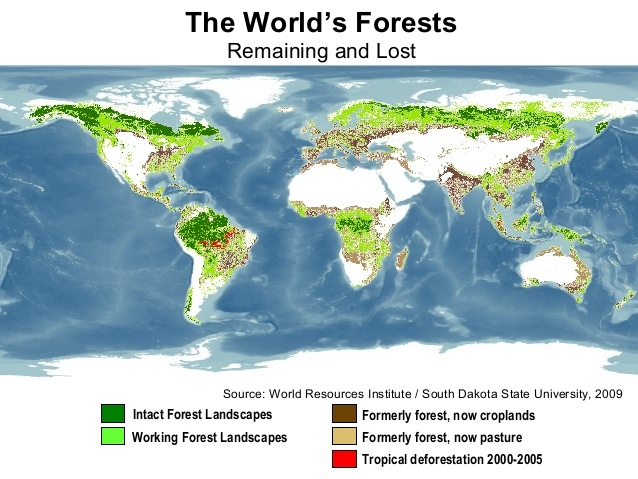 The World’s Forests
Remaining and Lost
Source: World Resources Institute / South Dakota State University, 2009
Intact Forest Landscapes
Working Forest Landscapes
Formerly forest, now croplands
Formerly forest, now pasture
Tropical deforestation 2000-2005